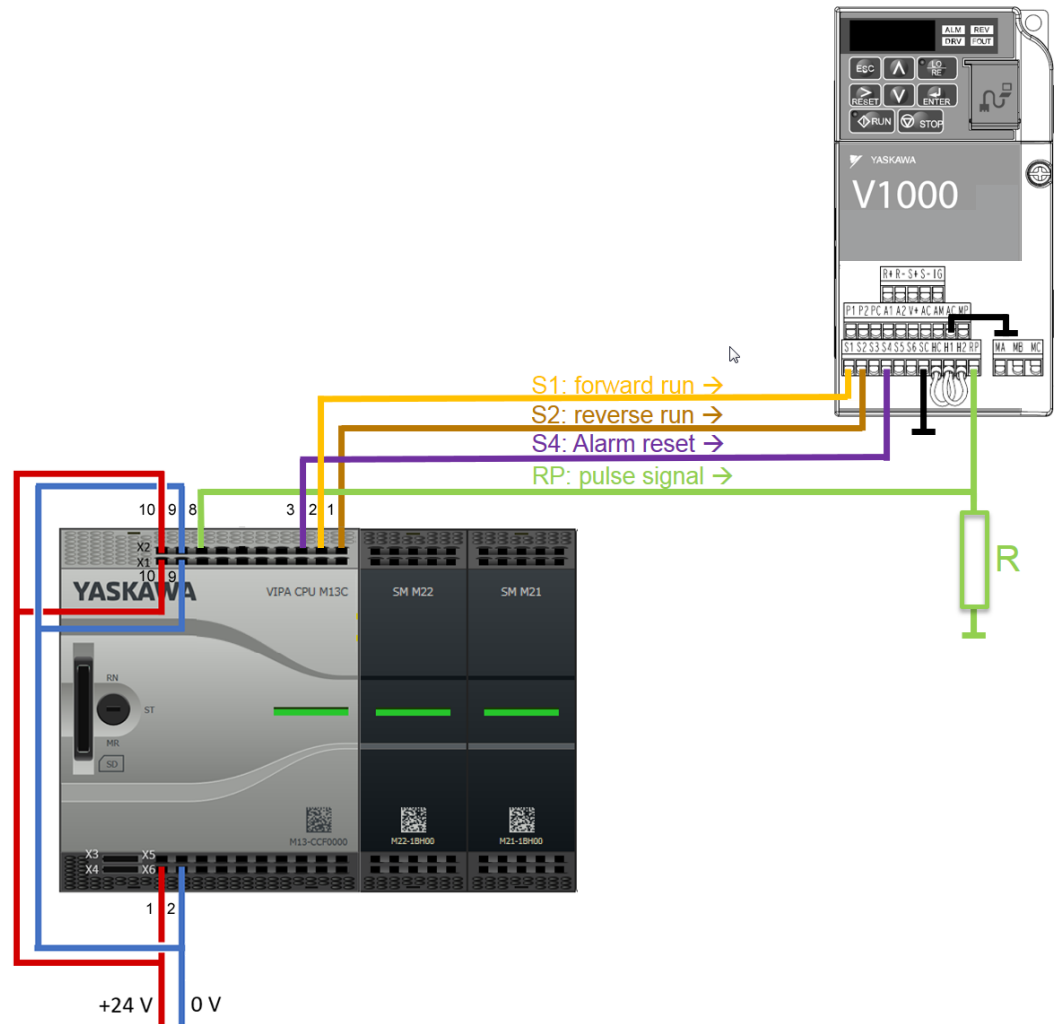 ALM REV
DRV FOUT
ESC
LO
RE
RESET
ENTER
RUN
STOP
YASKAWA
V1000
R+ R- S+ S- IG
P1 P2 PC A1 A2 V+ AC AM AC MP
S1 S2 S3 S4 S5 S6 SC HC H1 H2 RP
MA MB MC
S1: forward run →
S2: reverse run →
S4: Alarm reset →
RP: pulse signal →
10 9 8 3 2 1
X2
X1
10 9
YASKAWA
VIPA CPU M13C
SM M22
SM M21
R
RN
ST
MR
SD
M13-CCF0000
M22-1BH00
M21-1BH00
X3 X5
X4 X6
1 2
+24 V 0 V